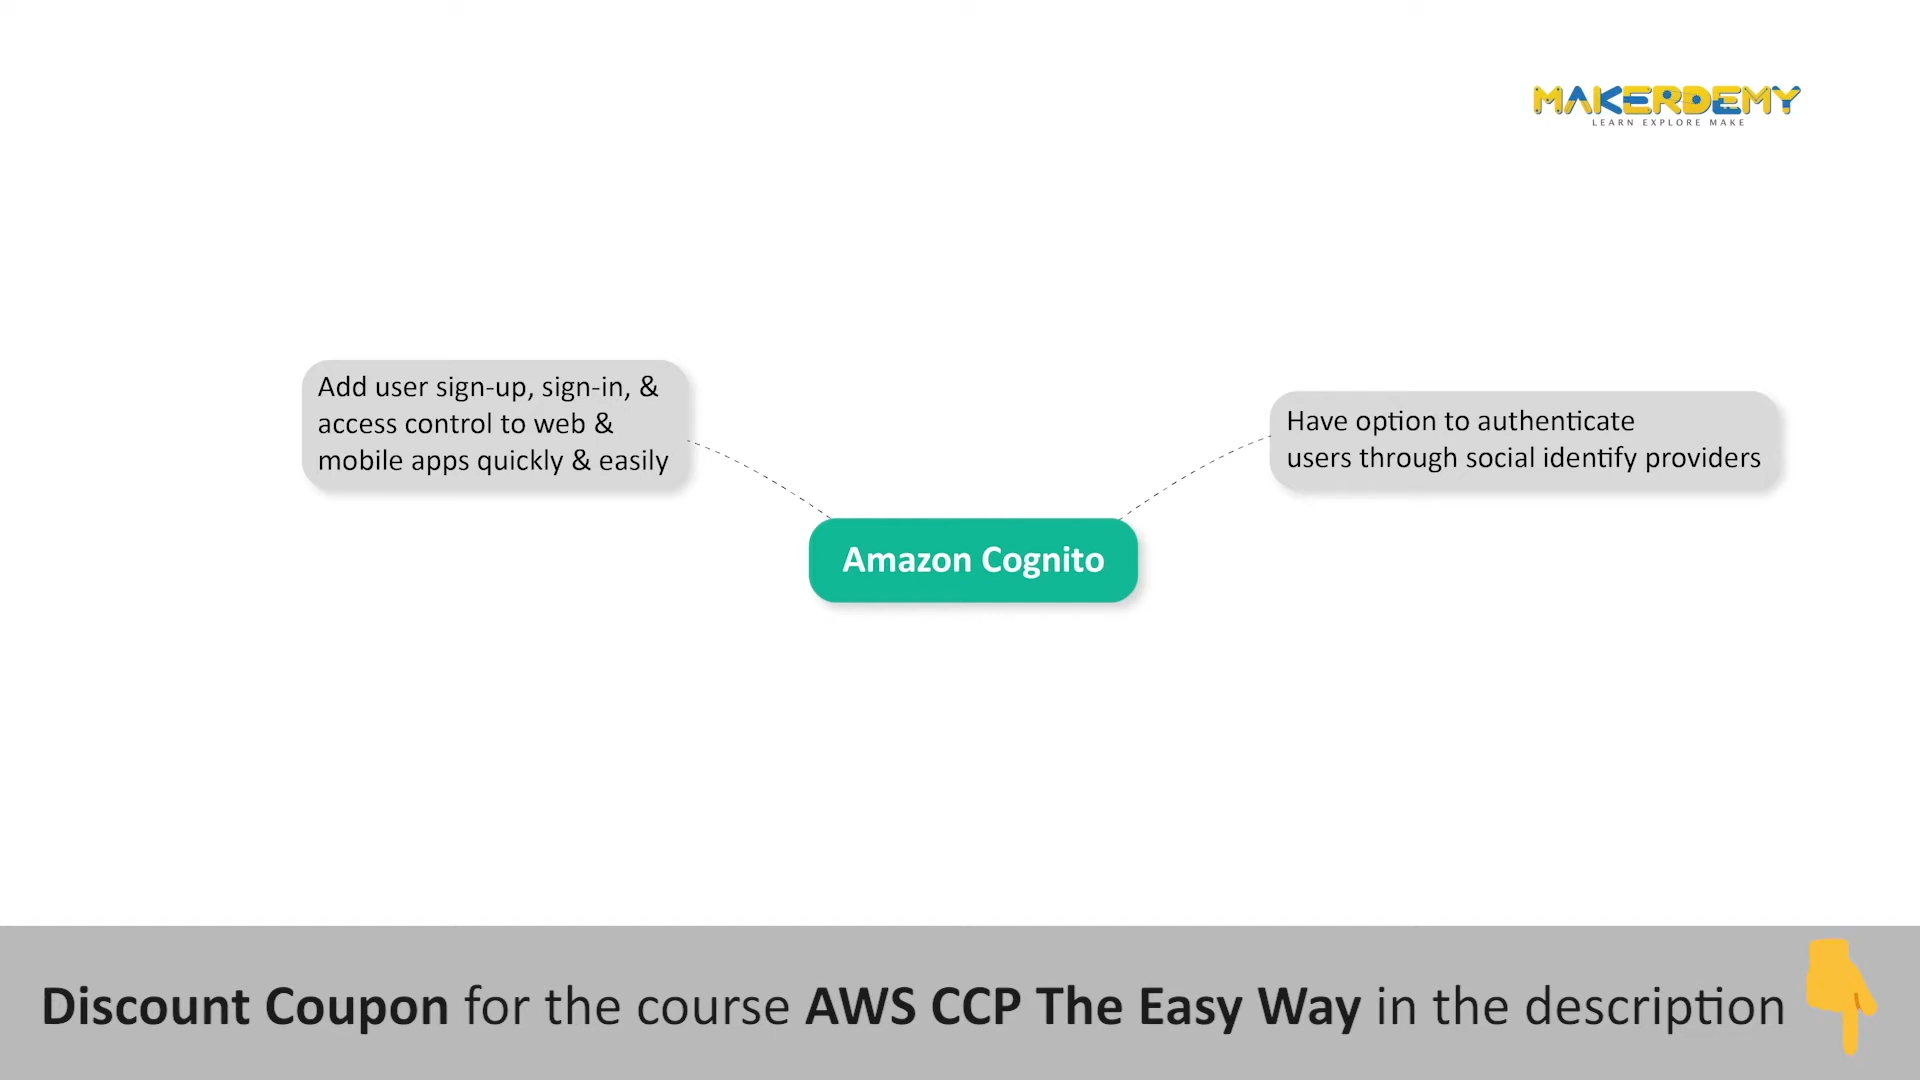 MAKERDEMY
LEARN EXPLORE MAKE
Add user sign-up, sign-in, &
access control to web &
mobile apps quickly & easily
Have option to authenticate
users through social identify providers
Amazon Cognito
Discount Coupon for the course AWS CCP The Easy Way in the description